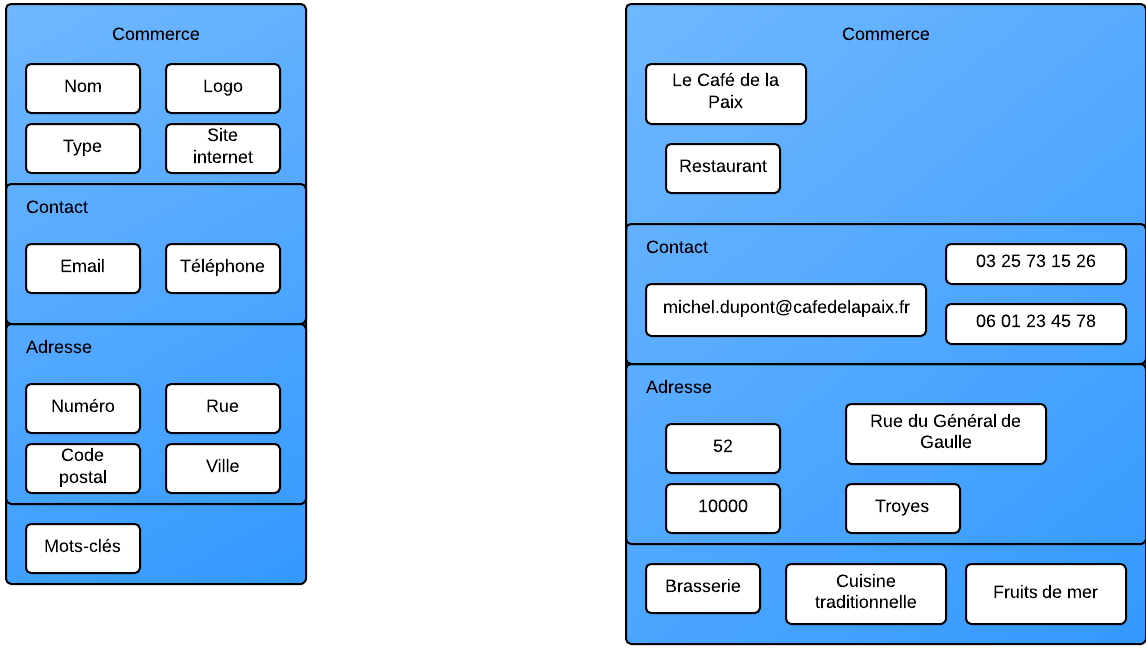 Commerce
Nom
Logo
Type
Site
internet
Contact
Email
Téléphone
Adresse
Numéro
Rue
Code
postal
Ville
Mots-clés
Commerce
Le Café de la
Paix
Restaurant
Contact
03 25 73 15 26
michel.dupont@cafedelapaix.fr
06 01 23 45 78
Adresse
52
Rue du Général de
Gaulle
10000
Troyes
Brasserie
Cuisine
traditionnelle
Fruits de mer